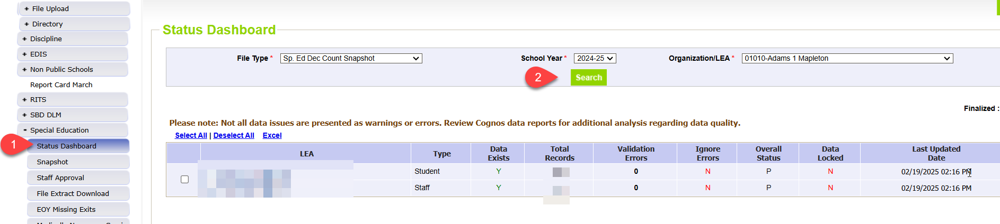 + File Upload
+ Directory
+ Discipline
+ EDIS
+ Non Public Schools
Report Card March
+ RITS
+ SBD DLM
- Special Education
1
Status Dashboard
Snapshot
Staff Approval
File Extract Download
EOY Missing Exits
Status Dashboard
File Type * Sp. Ed Dec Count Snapshot School Year * 2024-25 Organization/LEA * 01010-Adams 1 Mapleton
2 Search
Finalized :
Please note: Not all data issues are presented as warnings or errors. Review Cognos data reports for additional analysis regarding data quality.
Select All | Deselect All Excel
LEA Type Data Exists Total Records Validation Errors Ignore Errors Overall Status Data Locked Last Updated Date
Student Y 0 N P N 02/19/2025 02:16 PM
Staff Y 0 N P N 02/19/2025 02:16 PM